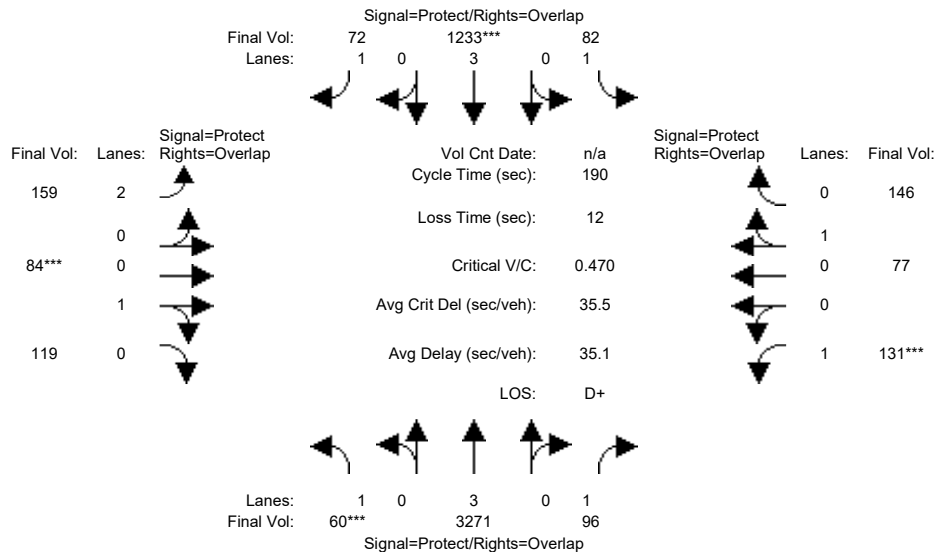 Signal=Protect/Rights=Overlap
Final Vol: 72 1233*** 82
Lanes: 1 0 3 0 1
Signal=Protect
Final Vol: Lanes: Rights=Overlap
Vol Cnt Date: n/a
Signal=Protect
Rights=Overlap Lanes: Final Vol:
Cycle Time (sec): 190
159 2
0 146
Loss Time (sec): 12
0
1
84*** 0
Critical V/C: 0.470
0 77
1
Avg Crit Del (sec/veh): 35.5
0
119 0
Avg Delay (sec/veh): 35.1
1 131***
LOS: D+
Lanes: 1 0 3 0 1
Final Vol: 60*** 3271 96
Signal=Protect/Rights=Overlap